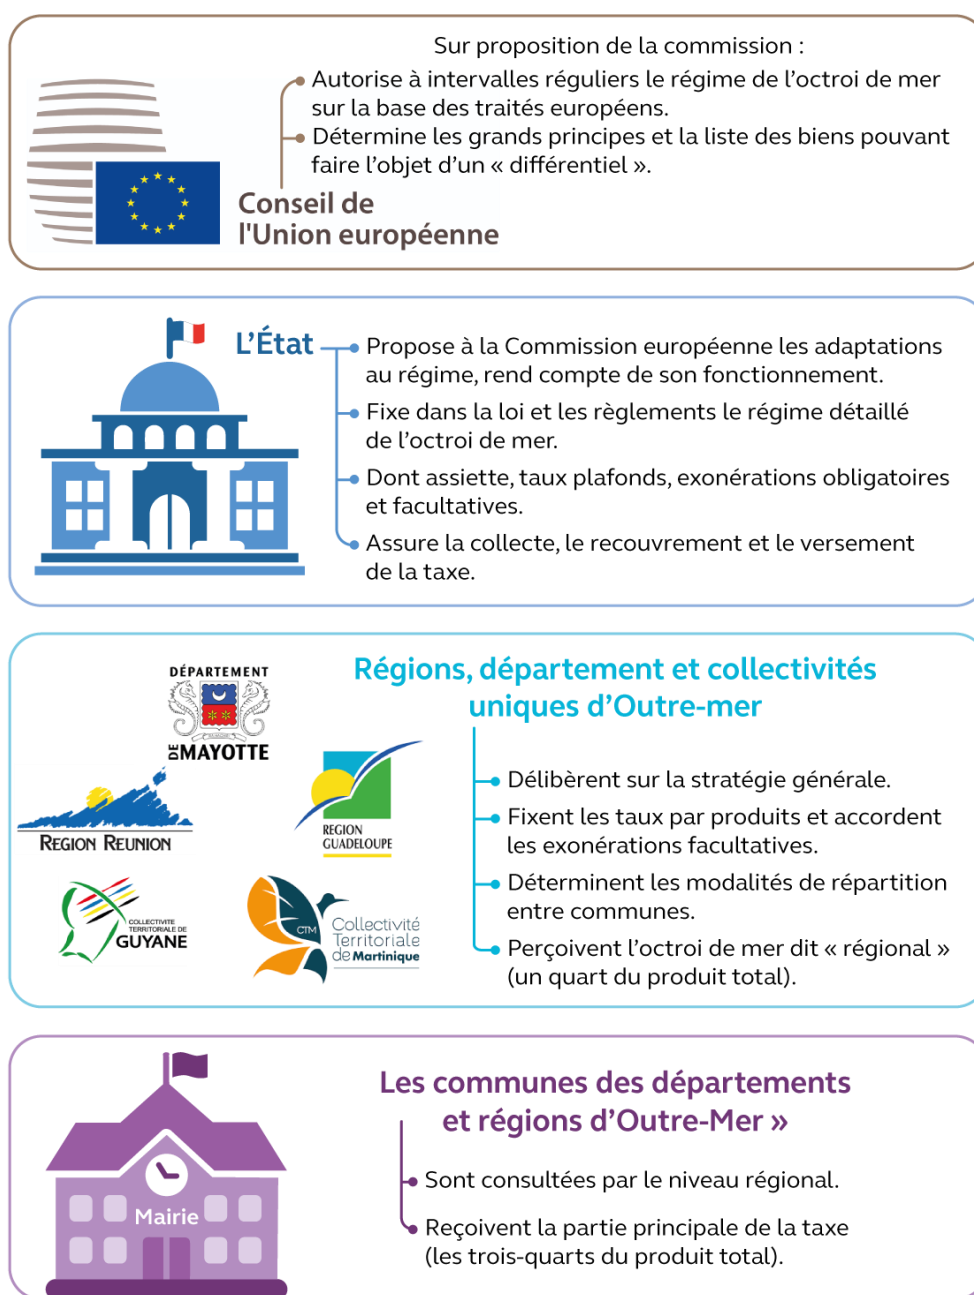 Sur proposition de la commission :
Autorise à intervalles réguliers le régime de l'octroi de mer
sur la base des traités européens.
Détermine les grands principes et la liste des biens pouvant
faire l'objet d'un « différentiel ».
Conseil de
l'Union européenne
L'État
Propose à la Commission européenne les adaptations
au régime, rend compte de son fonctionnement.
Fixe dans la loi et les règlements le régime détaillé
de l'octroi de mer.
Dont assiette, taux plafonds, exonérations obligatoires
et facultatives.
Assure la collecte, le recouvrement et le versement
de la taxe.
Régions, département et collectivités
uniques d'Outre-mer
DÉPARTEMENT
DE MAYOTTE
REGION REUNION
REGION
GUADELOUPE
COLLECTIVITE
TERRITORIALE DE
GUYANE
CTM
Collectivité
Territoriale
de Martinique
Délibèrent sur la stratégie générale.
Fixent les taux par produits et accordent
les exonérations facultatives.
Déterminent les modalités de répartition
entre communes.
Perçoivent l'octroi de mer dit « régional »
(un quart du produit total).
Les communes des départements
et régions d'Outre-Mer »
Mairie
Sont consultées par le niveau régional.
Reçoivent la partie principale de la taxe
(les trois-quarts du produit total).